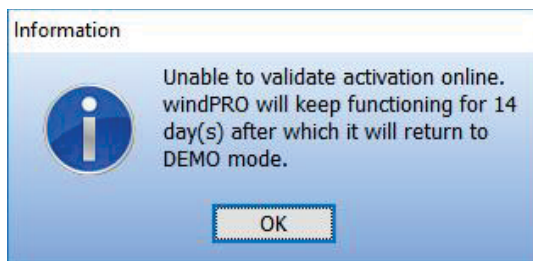 Information
Unable to validate activation online.
windPRO will keep functioning for 14
day(s) after which it will return to
DEMO mode.
OK